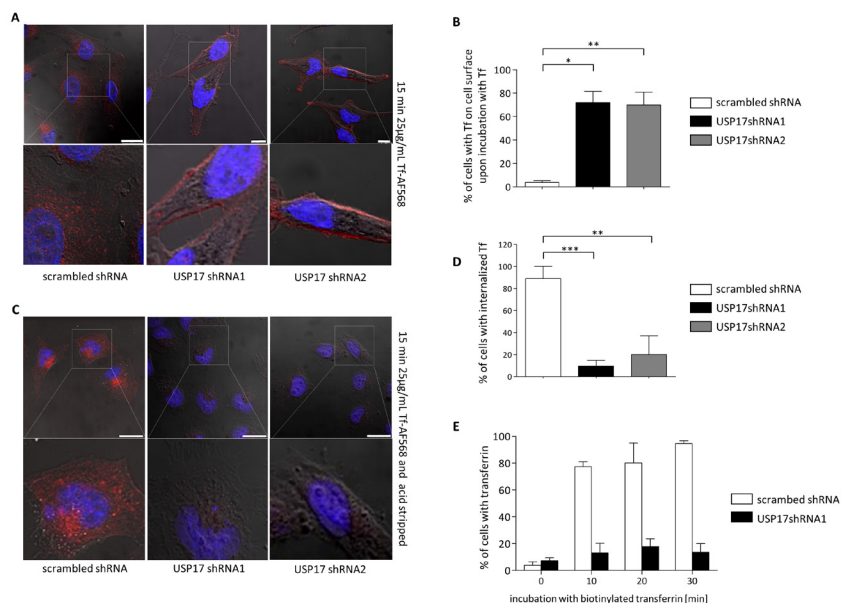 A
15 min 25µg/mL Tf-AF568
scrambled shRNA
USP17 shRNA1
USP17 shRNA2
B
% of cells with Tf on cell surface
upon incubation with Tf
100
80
60
40
20
0
*
**
scrambled shRNA
USP17shRNA1
USP17shRNA2
C
15 min 25µg/mL Tf-AF568 and acid stripped
scrambled shRNA
USP17 shRNA1
USP17 shRNA2
D
% of cells with internalized Tf
120
100
80
60
40
20
0
**
***
scrambled shRNA
USP17shRNA1
USP17shRNA2
E
% of cells with transferrin
100
80
60
40
20
0
0
10
20
30
incubation with biotinylated transferrin [min]
scrambed shRNA
USP17shRNA1